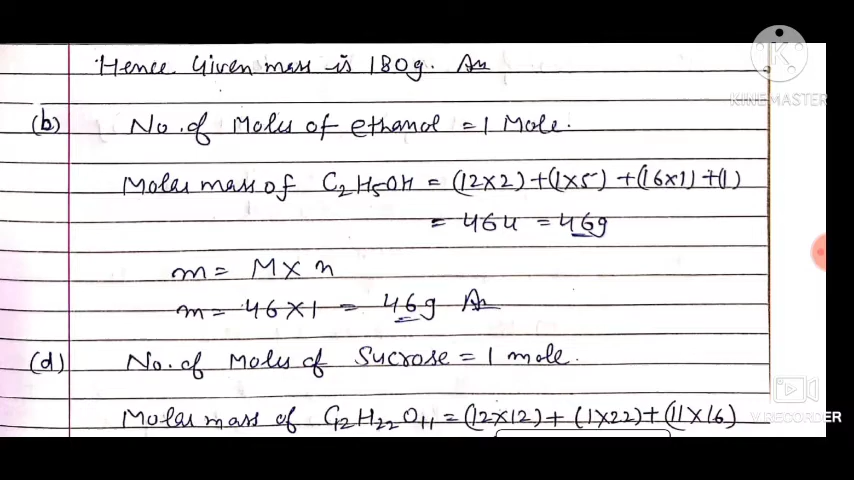 Hence Given mass is 180g. Ans
KINEMASTER
(b) No. of Moles of ethanol = 1 Mole.
Molar mass of C₂H₅OH = (12×2)+(1×5)+(16×1)+(1)
= 46u = 46g
m = M × n
m = 46×1 = 46g Ans
(d) No. of Moles of Sucrose = 1 mole.
VRECORDER
Molar mass of C₁₂H₂₂O₁₁ = (12×12)+(1×22)+(11×16)